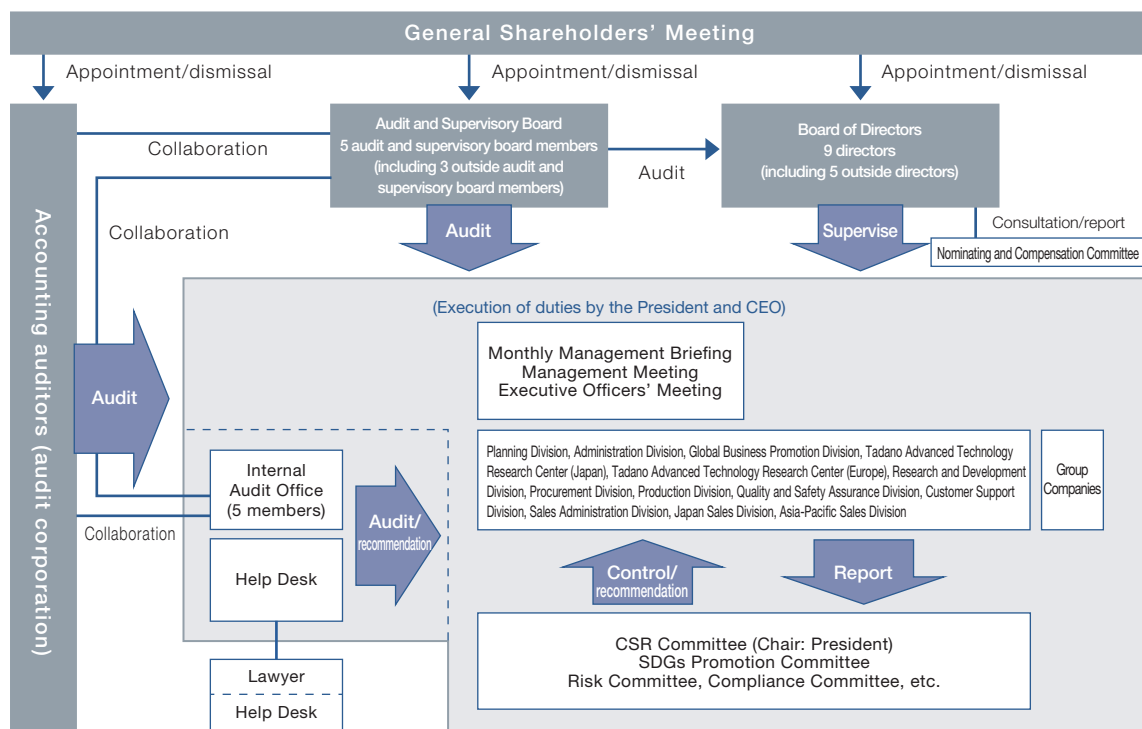 General Shareholders' Meeting
Appointment/dismissal
Appointment/dismissal
Appointment/dismissal
Accounting auditors (audit corporation)
Collaboration
Audit and Supervisory Board
5 audit and supervisory board members
(including 3 outside audit and
supervisory board members)
Audit
Board of Directors
9 directors
(including 5 outside directors)
Collaboration
Audit
Supervise
Consultation/report
Nominating and Compensation Committee
(Execution of duties by the President and CEO)
Monthly Management Briefing
Management Meeting
Executive Officers' Meeting
Audit
Planning Division, Administration Division, Global Business Promotion Division, Tadano Advanced Technology
Research Center (Japan), Tadano Advanced Technology Research Center (Europe), Research and Development
Division, Procurement Division, Production Division, Quality and Safety Assurance Division, Customer Support
Division, Sales Administration Division, Japan Sales Division, Asia-Pacific Sales Division
Group
Companies
Internal
Audit Office
(5 members)
Collaboration
Audit/
recommendation
Help Desk
Control/
recommendation
Report
CSR Committee (Chair: President)
SDGs Promotion Committee
Risk Committee, Compliance Committee, etc.
Lawyer
Help Desk